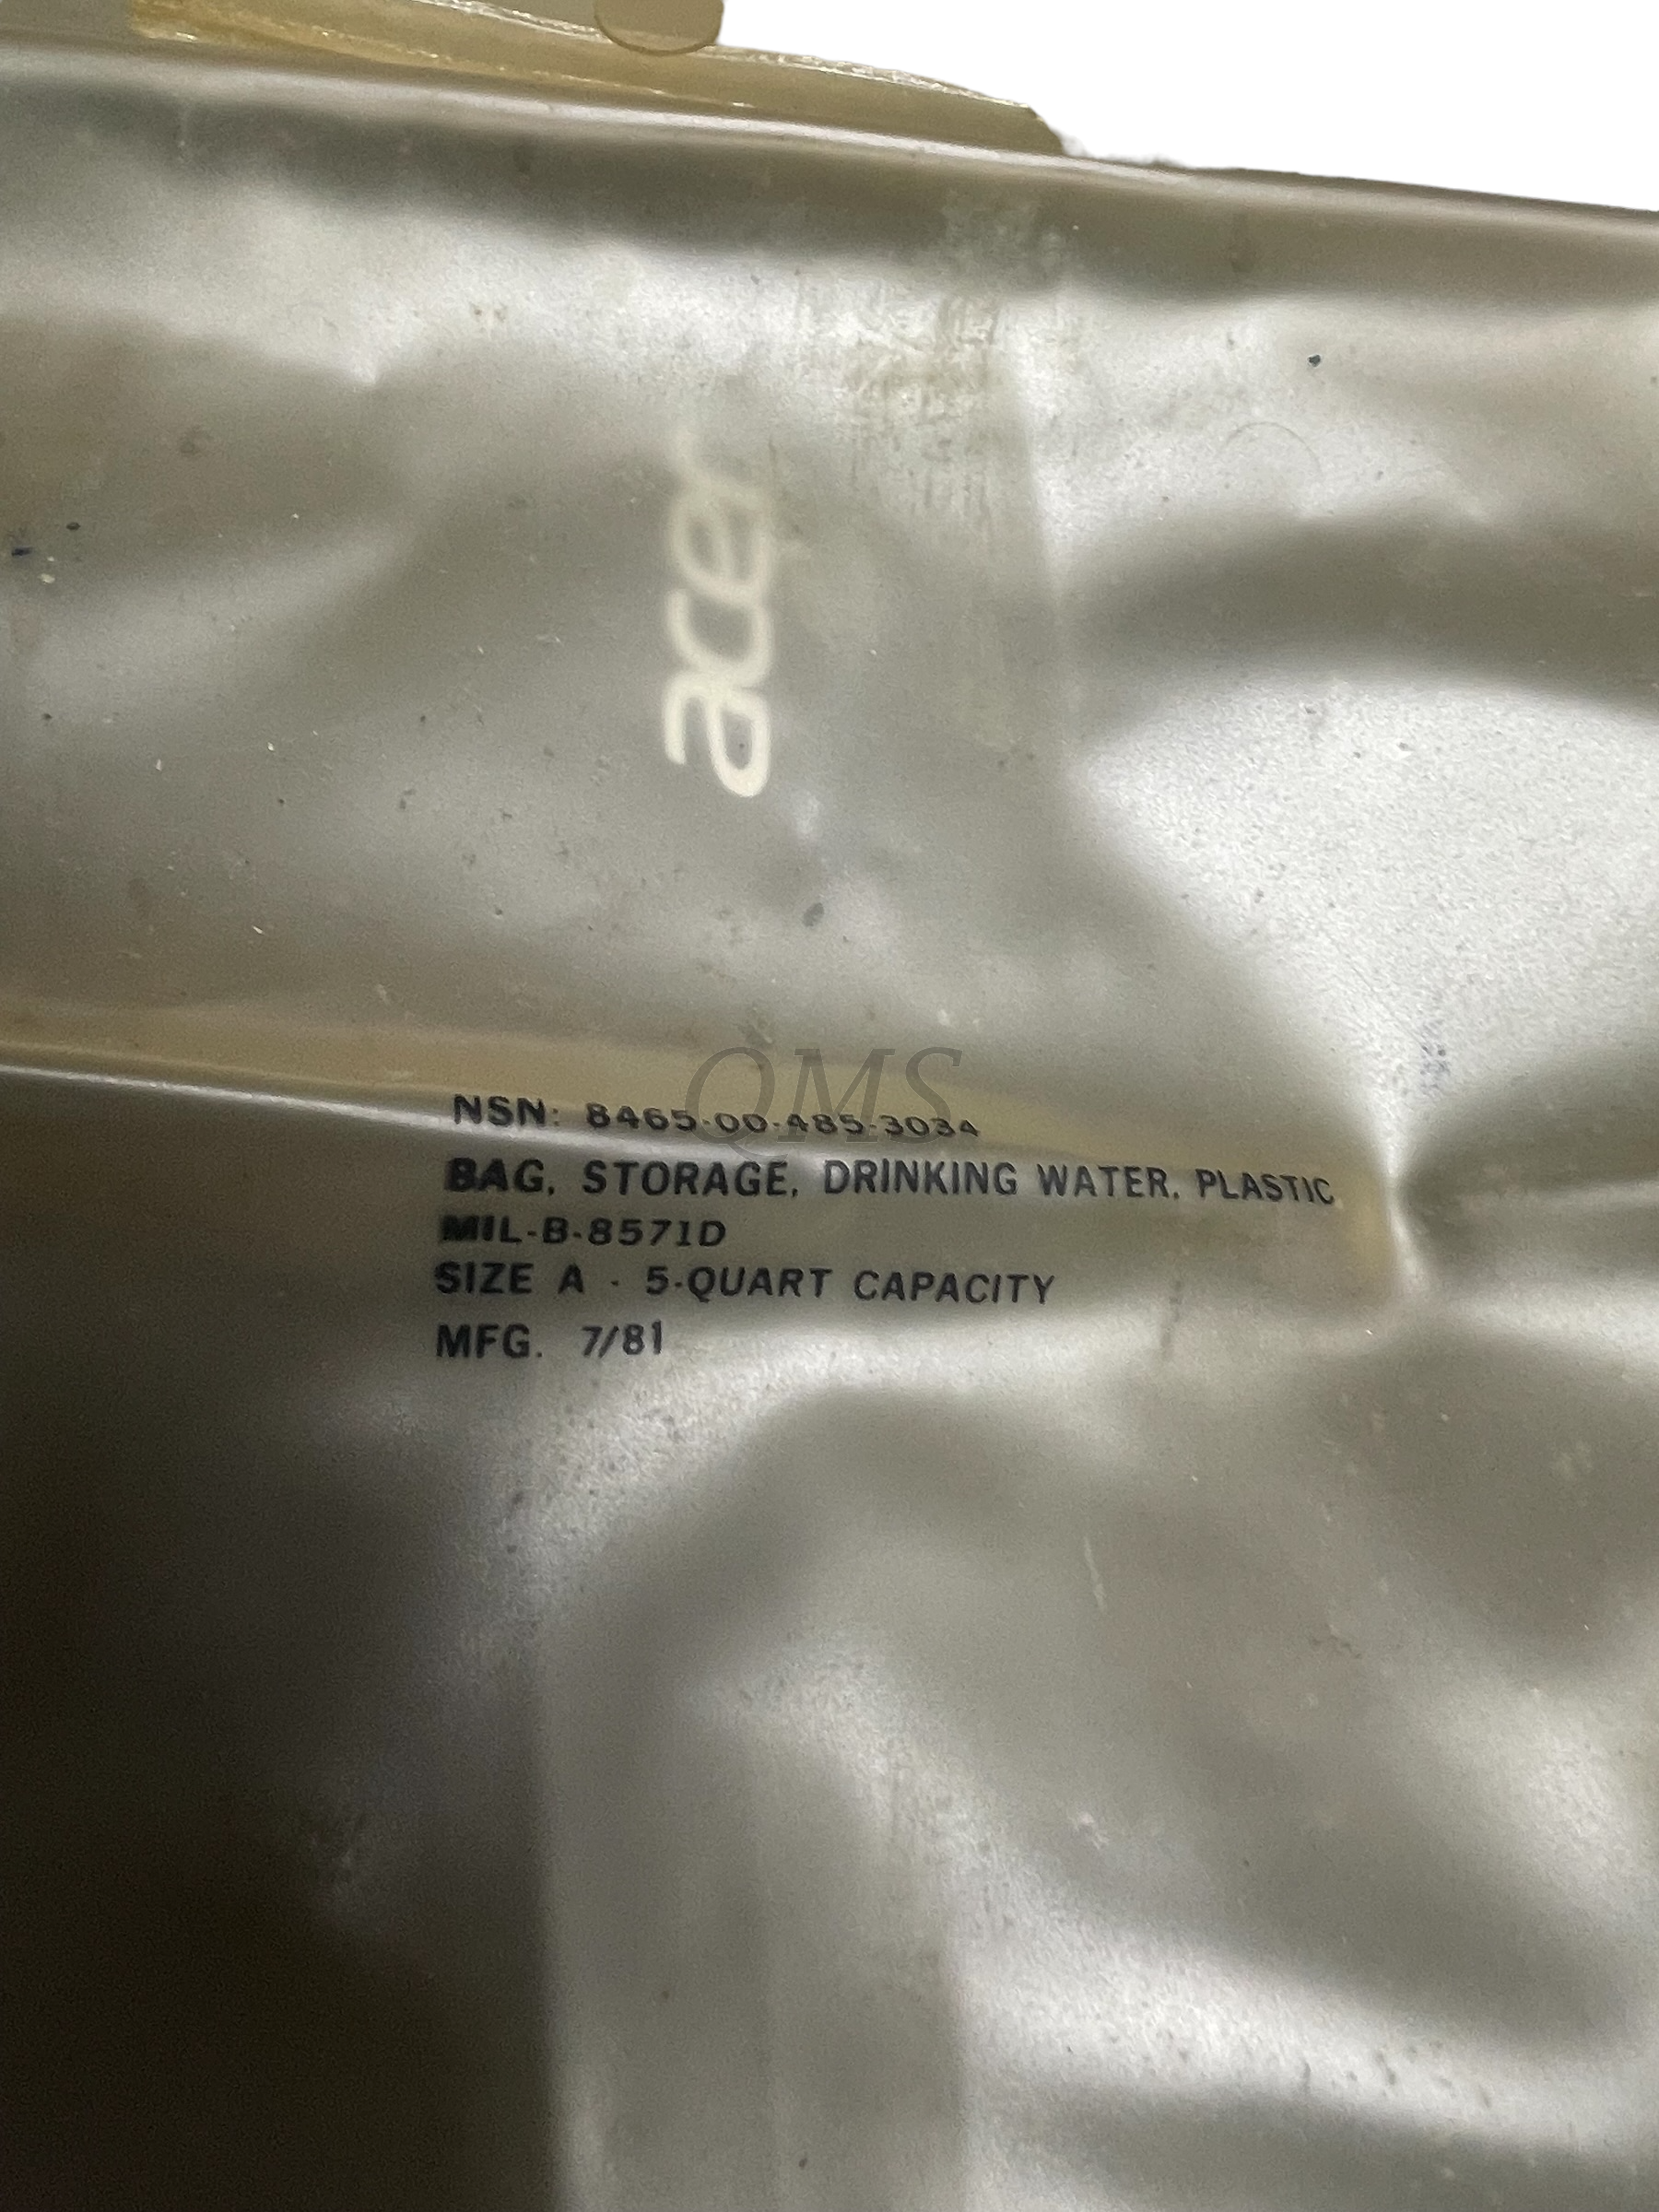 acer
QMS
NSN: 8465-00-485-3034
BAG, STORAGE, DRINKING WATER, PLASTIC
MIL-B-8571D
SIZE A - 5-QUART CAPACITY
MFG. 7/81